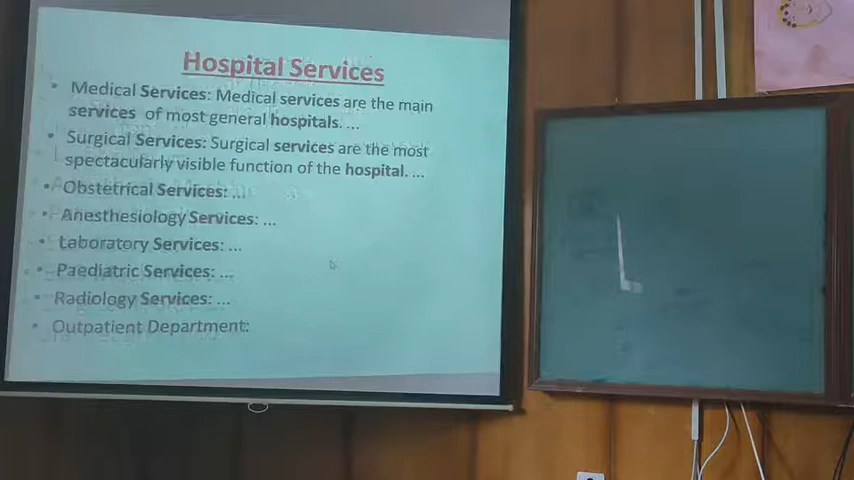 Hospital Services
• Medical Services: Medical services are the main
services of most general hospitals. ...
• Surgical Services: Surgical services are the most
spectacularly visible function of the hospital. ...
• Obstetrical Services: ...
• Anesthesiology Services: ...
• Laboratory Services: ...
• Paediatric Services: ...
• Radiology Services: ...
• Outpatient Department: